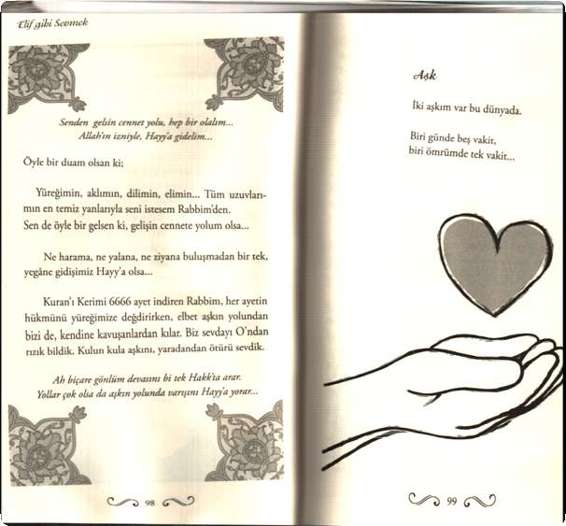 Elif gibi Sevmek
Senden gelsin cennet yolu, hep bir olalım...
Allah'ın izniyle, Hayy'a gidelim...
Öyle bir duam olsan ki;
Yüreğimin, aklımın, dilimin, elimin... Tüm uzuvları-
mın en temiz yanlarıyla seni istesem Rabbim'den.
Sen de öyle bir gelsen ki, gelişin cennete yolum olsa...
Ne harama, ne yalana, ne ziyana buluşmadan bir tek,
yegâne gidişimiz Hayy'a olsa...
Kuran'ı Kerimi 6666 ayet indiren Rabbim, her ayetin
hükmünü yüreğimize değdirirken, elbet aşkın yolundan
bizi de, kendine kavuşanlardan kılar. Biz sevdayı O'ndan
rızık bildik. Kulun kula aşkını, yaradandan ötürü sevdik.
Ah biçare gönlüm devasını bi tek Hakk'ta arar.
Yollar çok olsa da aşkın yolunda varışını Hayy'a yorar...
98
Aşk
İki aşkım var bu dünyada.
Biri günde beş vakit,
biri ömrümde tek vakit...
99